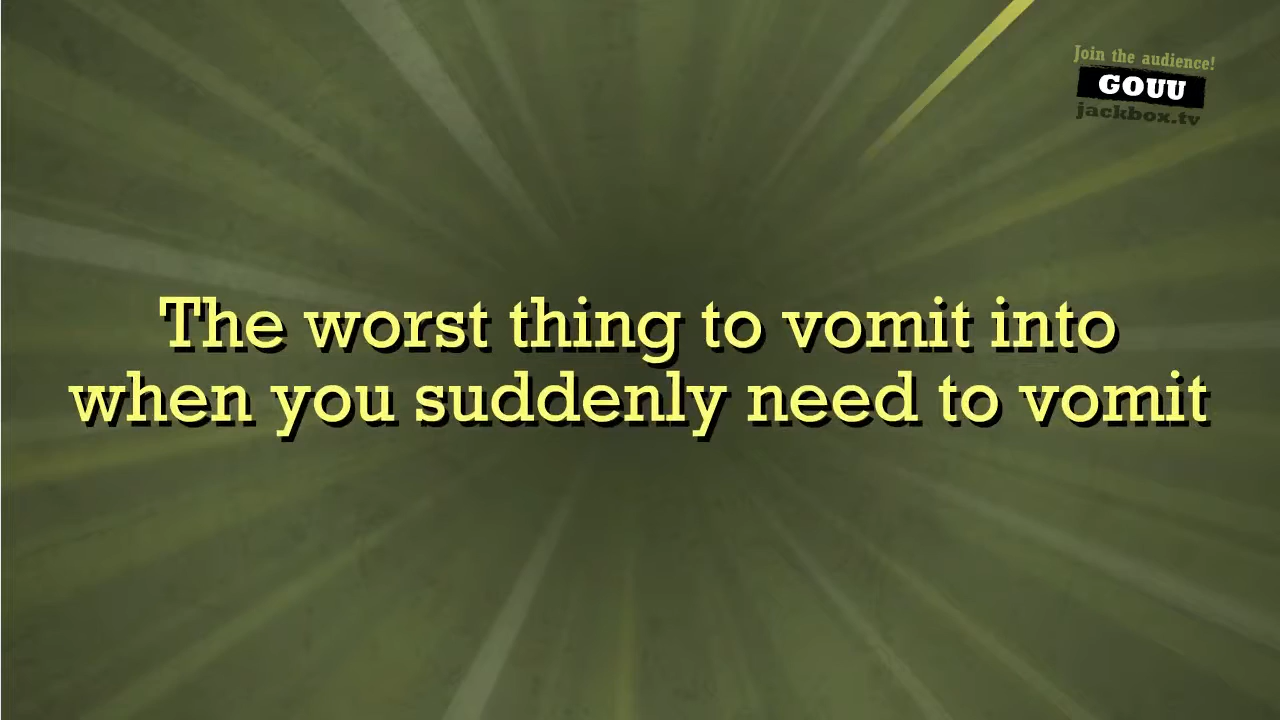 Join the audience!
GOUU
jackbox.tv
The worst thing to vomit into
when you suddenly need to vomit